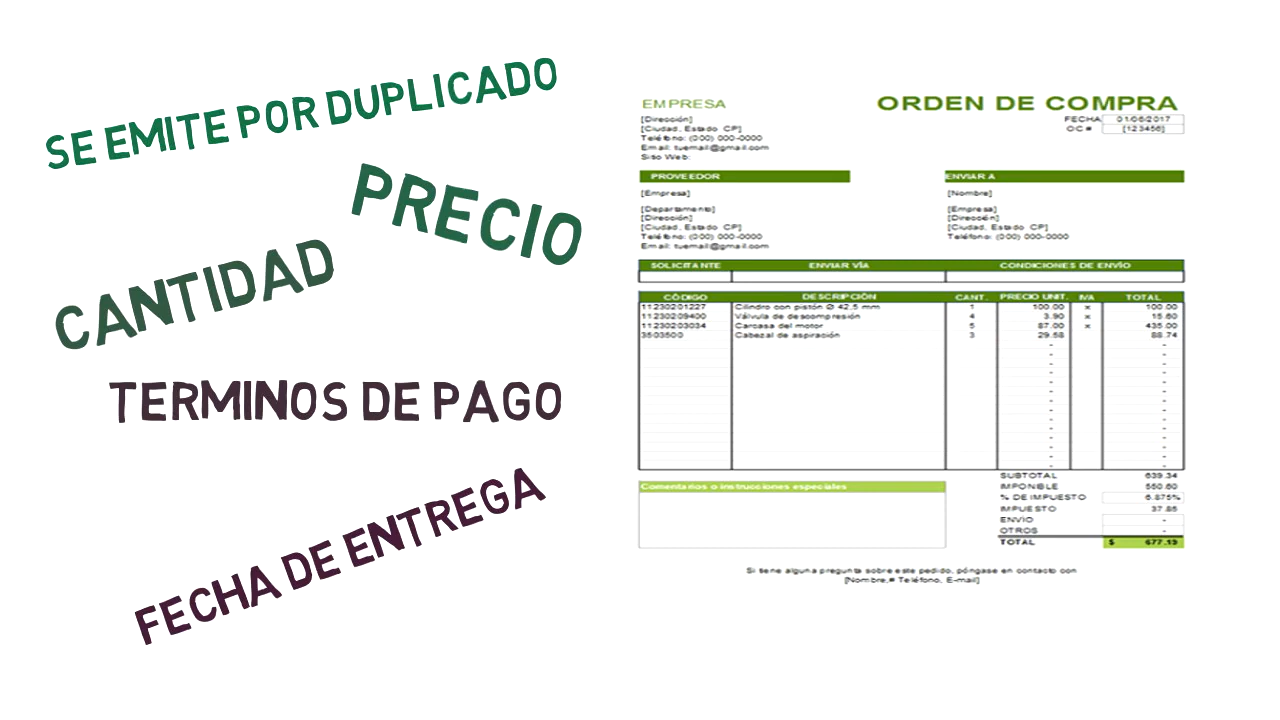 SE EMITE POR DUPLICADO
PRECIO
CANTIDAD
TERMINOS DE PAGO
FECHA DE ENTREGA
EMPRESA
ORDEN DE COMPRA
[Dirección]
[Ciudad, Estado CP]
Teléfono: (000) 000-0000
Email: tuemail@gmail.com
Sitio Web:
FECHA 01/06/2017
OC # [123456]
PROVEEDOR
ENVIAR A
[Empresa]
[Departamento]
[Dirección]
[Ciudad, Estado CP]
Teléfono: (000) 000-0000
Email: tuemail@gmail.com
[Nombre]
[Empresa]
[Dirección]
[Ciudad, Estado CP]
Teléfono: (000) 000-0000
SOLICITANTE ENVIAR VÍA CONDICIONES DE ENVÍO
CÓDIGO DESCRIPCIÓN CANT. PRECIO UNIT. IVA TOTAL
11230201227 Cilindro con pistón Ø 42,5 mm 1 100.00 x 100.00
11230209400 Válvula de descompresión 4 3.90 x 15.60
11230203034 Carcasa del motor 5 87.00 x 435.00
3503500 Cabezal de aspiración 3 29.58 88.74
SUBTOTAL 639.34
IMPONIBLE 550.60
% DE IMPUESTO 6.875%
IMPUESTO 37.85
ENVÍO -
OTROS -
TOTAL $ 677.19
Comentarios o instrucciones especiales
Si tiene alguna pregunta sobre este pedido, póngase en contacto con
[Nombre,# Teléfono, E-mail]